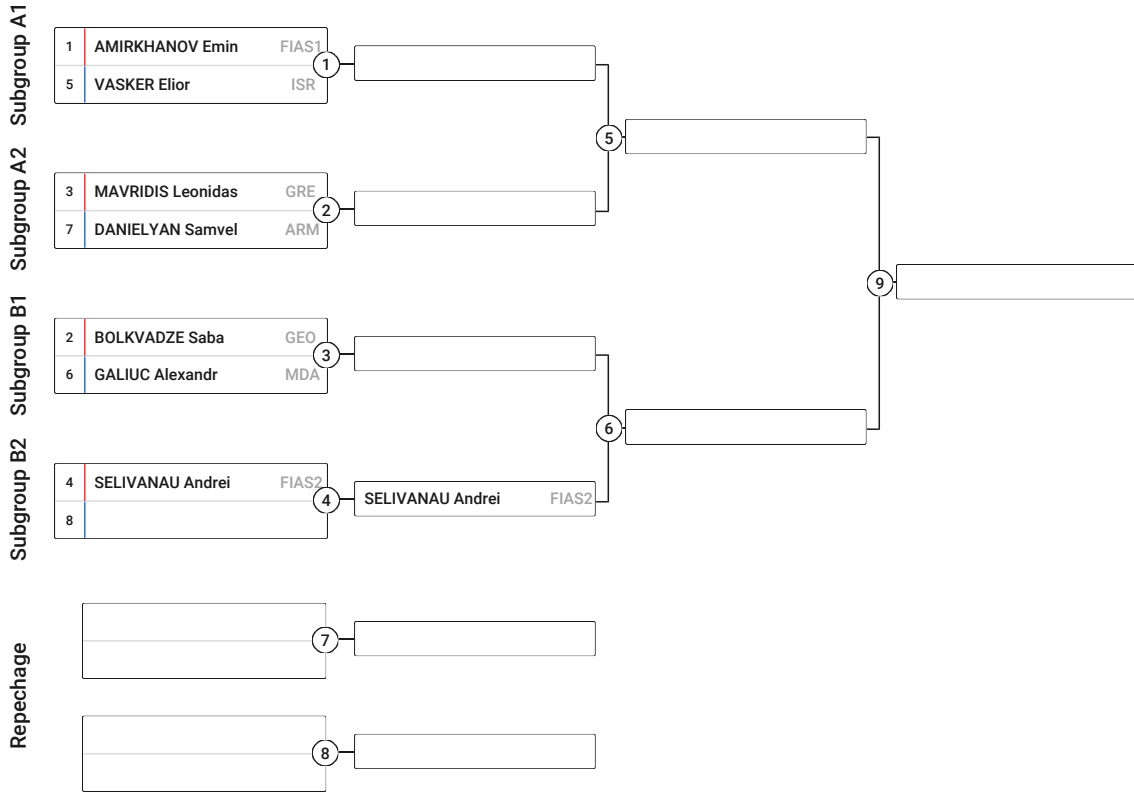 Subgroup A1
1 AMIRKHANOV Emin FIAS1
5 VASKER Elior ISR
1
5
Subgroup A2
3 MAVRIDIS Leonidas GRE
7 DANIELYAN Samvel ARM
2
9
Subgroup B1
2 BOLKVADZE Saba GEO
6 GALIUC Alexandr MDA
3
6
Subgroup B2
4 SELIVANAU Andrei FIAS2
8
4
SELIVANAU Andrei FIAS2
Repechage
7
8